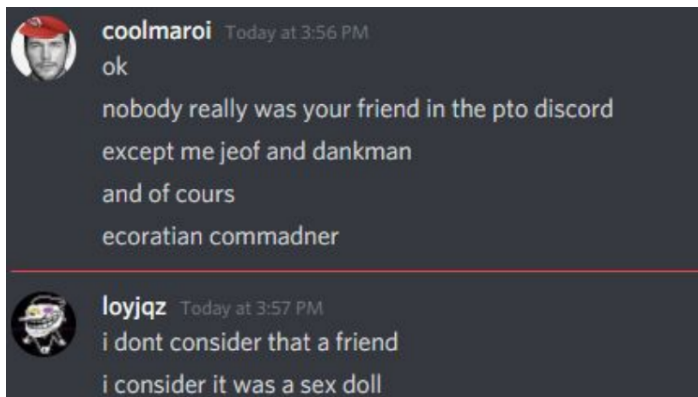 coolmaroi Today at 3:56 PM
ok
nobody really was your friend in the pto discord
except me jeof and dankman
and of cours
ecoratian commadner
loyjqz Today at 3:57 PM
i dont consider that a friend
i consider it was a sex doll